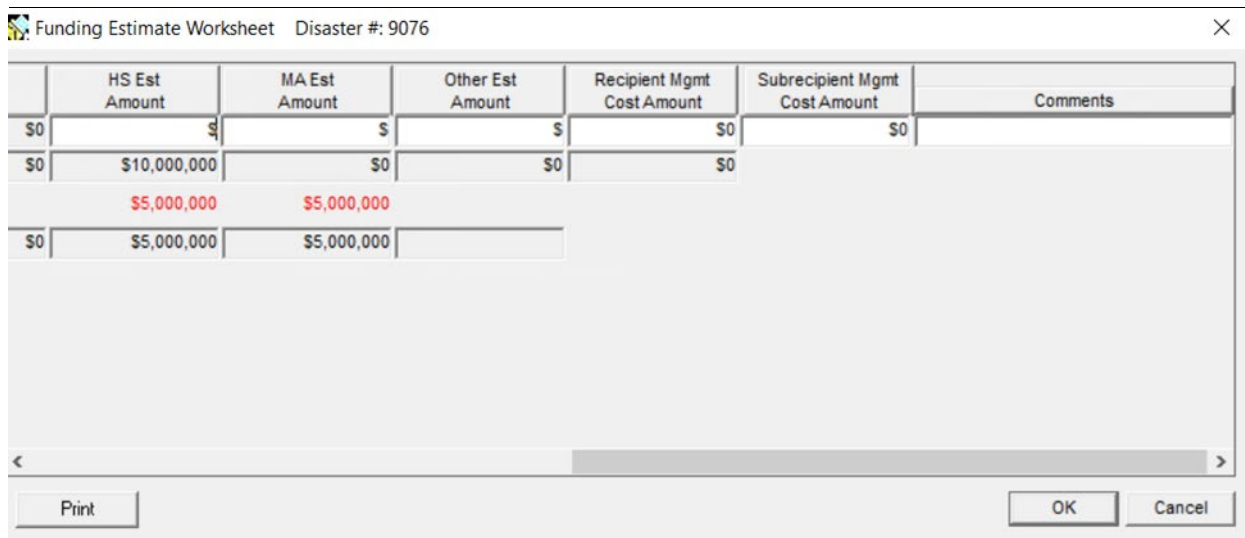 Funding Estimate Worksheet Disaster #: 9076
HS Est Amount MA Est Amount Other Est Amount Recipient Mgmt Cost Amount Subrecipient Mgmt Cost Amount Comments
$0 $ $ $ $0 $0
$0 $10,000,000 $0 $0 $0
$5,000,000 $5,000,000
$0 $5,000,000 $5,000,000
Print OK Cancel